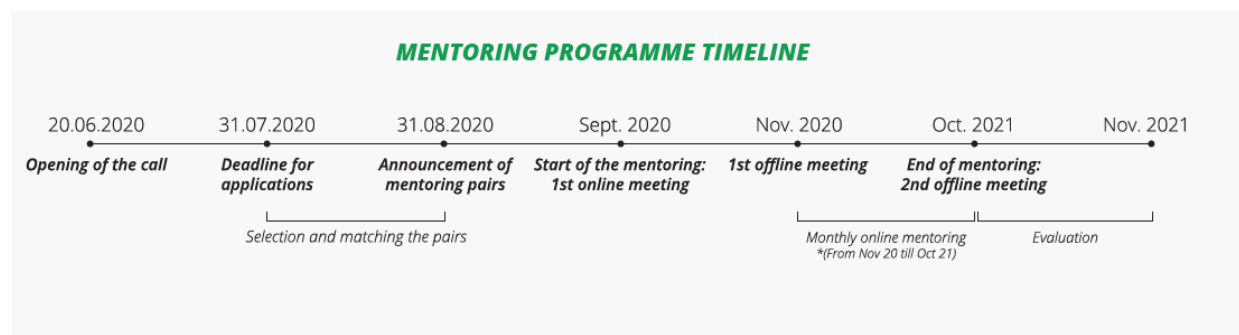 MENTORING PROGRAMME TIMELINE
20.06.2020
31.07.2020
31.08.2020
Sept. 2020
Nov. 2020
Oct. 2021
Nov. 2021
Opening of the call
Deadline for
applications
Announcement of
mentoring pairs
Start of the mentoring:
1st online meeting
1st offline meeting
End of mentoring:
2nd offline meeting
Selection and matching the pairs
Monthly online mentoring
*(From Nov 20 till Oct 21)
Evaluation